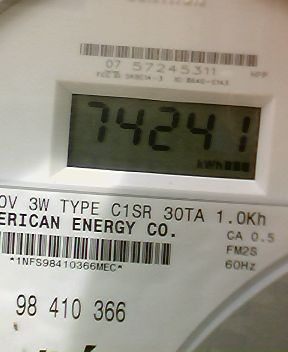 07 57245311
74241
kWh
0V 3W TYPE C1SR 30TA 1.0Kh
ERICAN ENERGY CO.
CA 0.5
*1NFS98410366MEC*
FM2S
60Hz
98 410 366